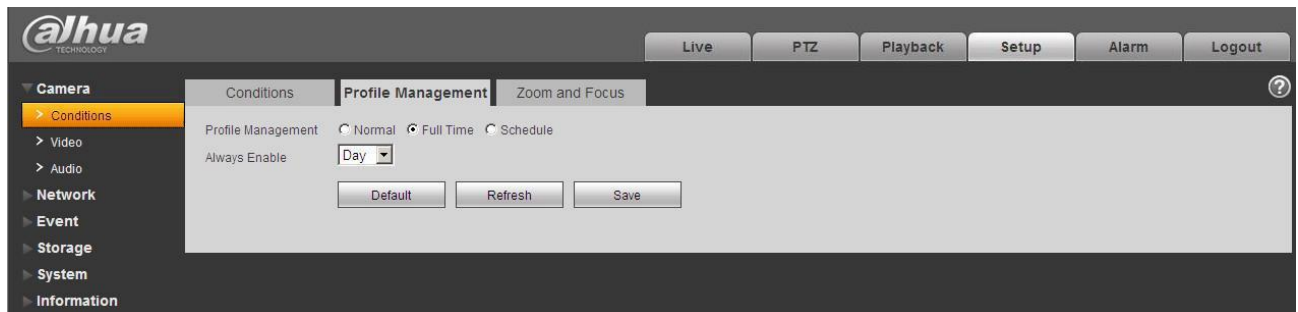 alhua
TECHNOLOGY
Live PTZ Playback Setup Alarm Logout
Camera
> Conditions
> Video
> Audio
Network
Event
Storage
System
Information
Conditions Profile Management Zoom and Focus
?
Profile Management Normal Full Time Schedule
Always Enable Day
Default Refresh Save